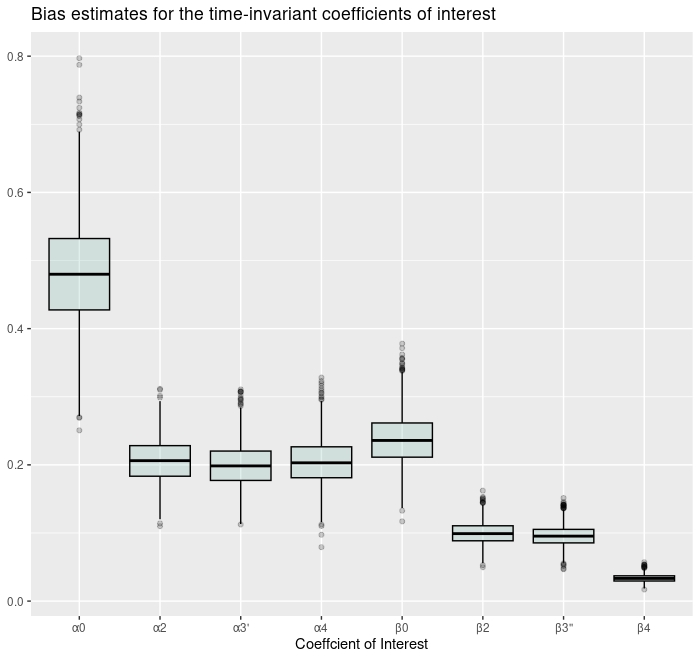 Bias estimates for the time-invariant coefficients of interest
0.8
0.6
0.4
0.2
0.0
α0 α2 α3' α4 β0 β2 β3" β4
Coeffcient of Interest